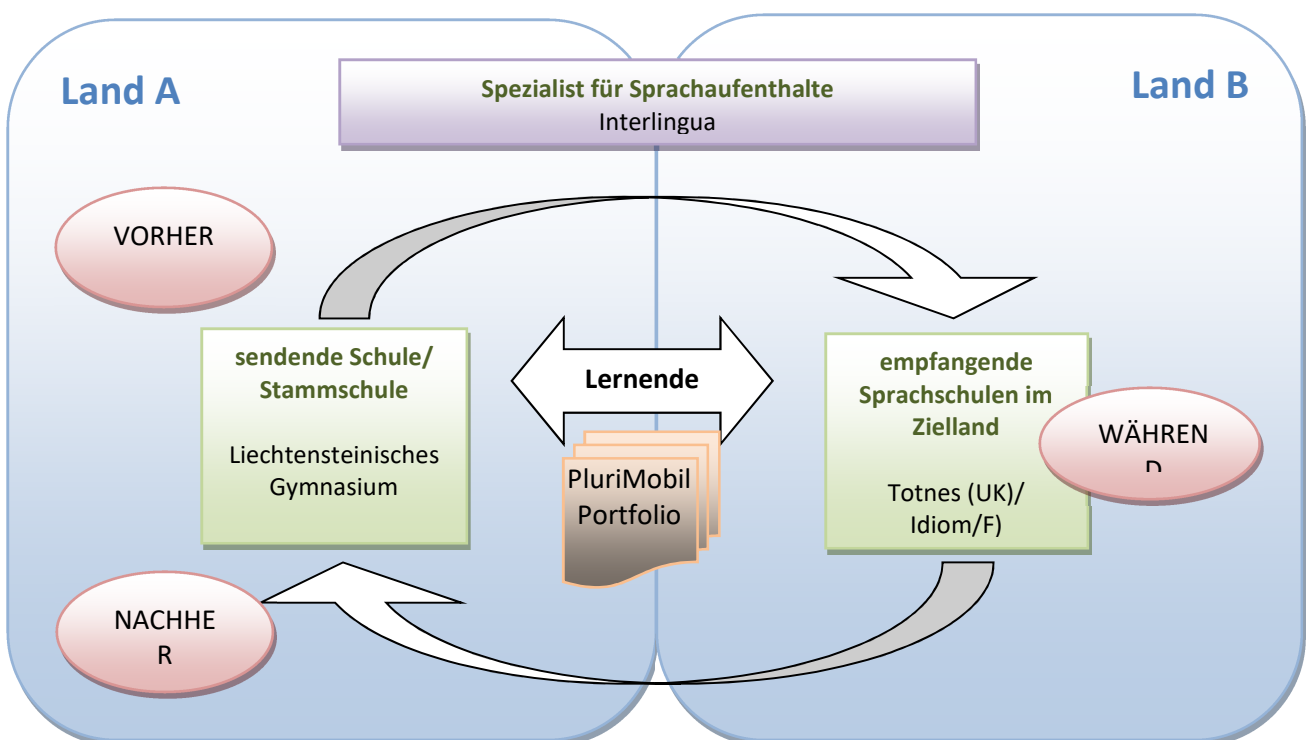 Land A
Land B
Spezialist für Sprachaufenthalte
Interlingua
VORHER
sendende Schule/
Stammschule
Liechtensteinisches
Gymnasium
Lernende
PluriMobil
Portfolio
empfangende
Sprachschulen im
Zielland
Totnes (UK)/
Idiom/F)
WÄHREN
D
NACHHE
R